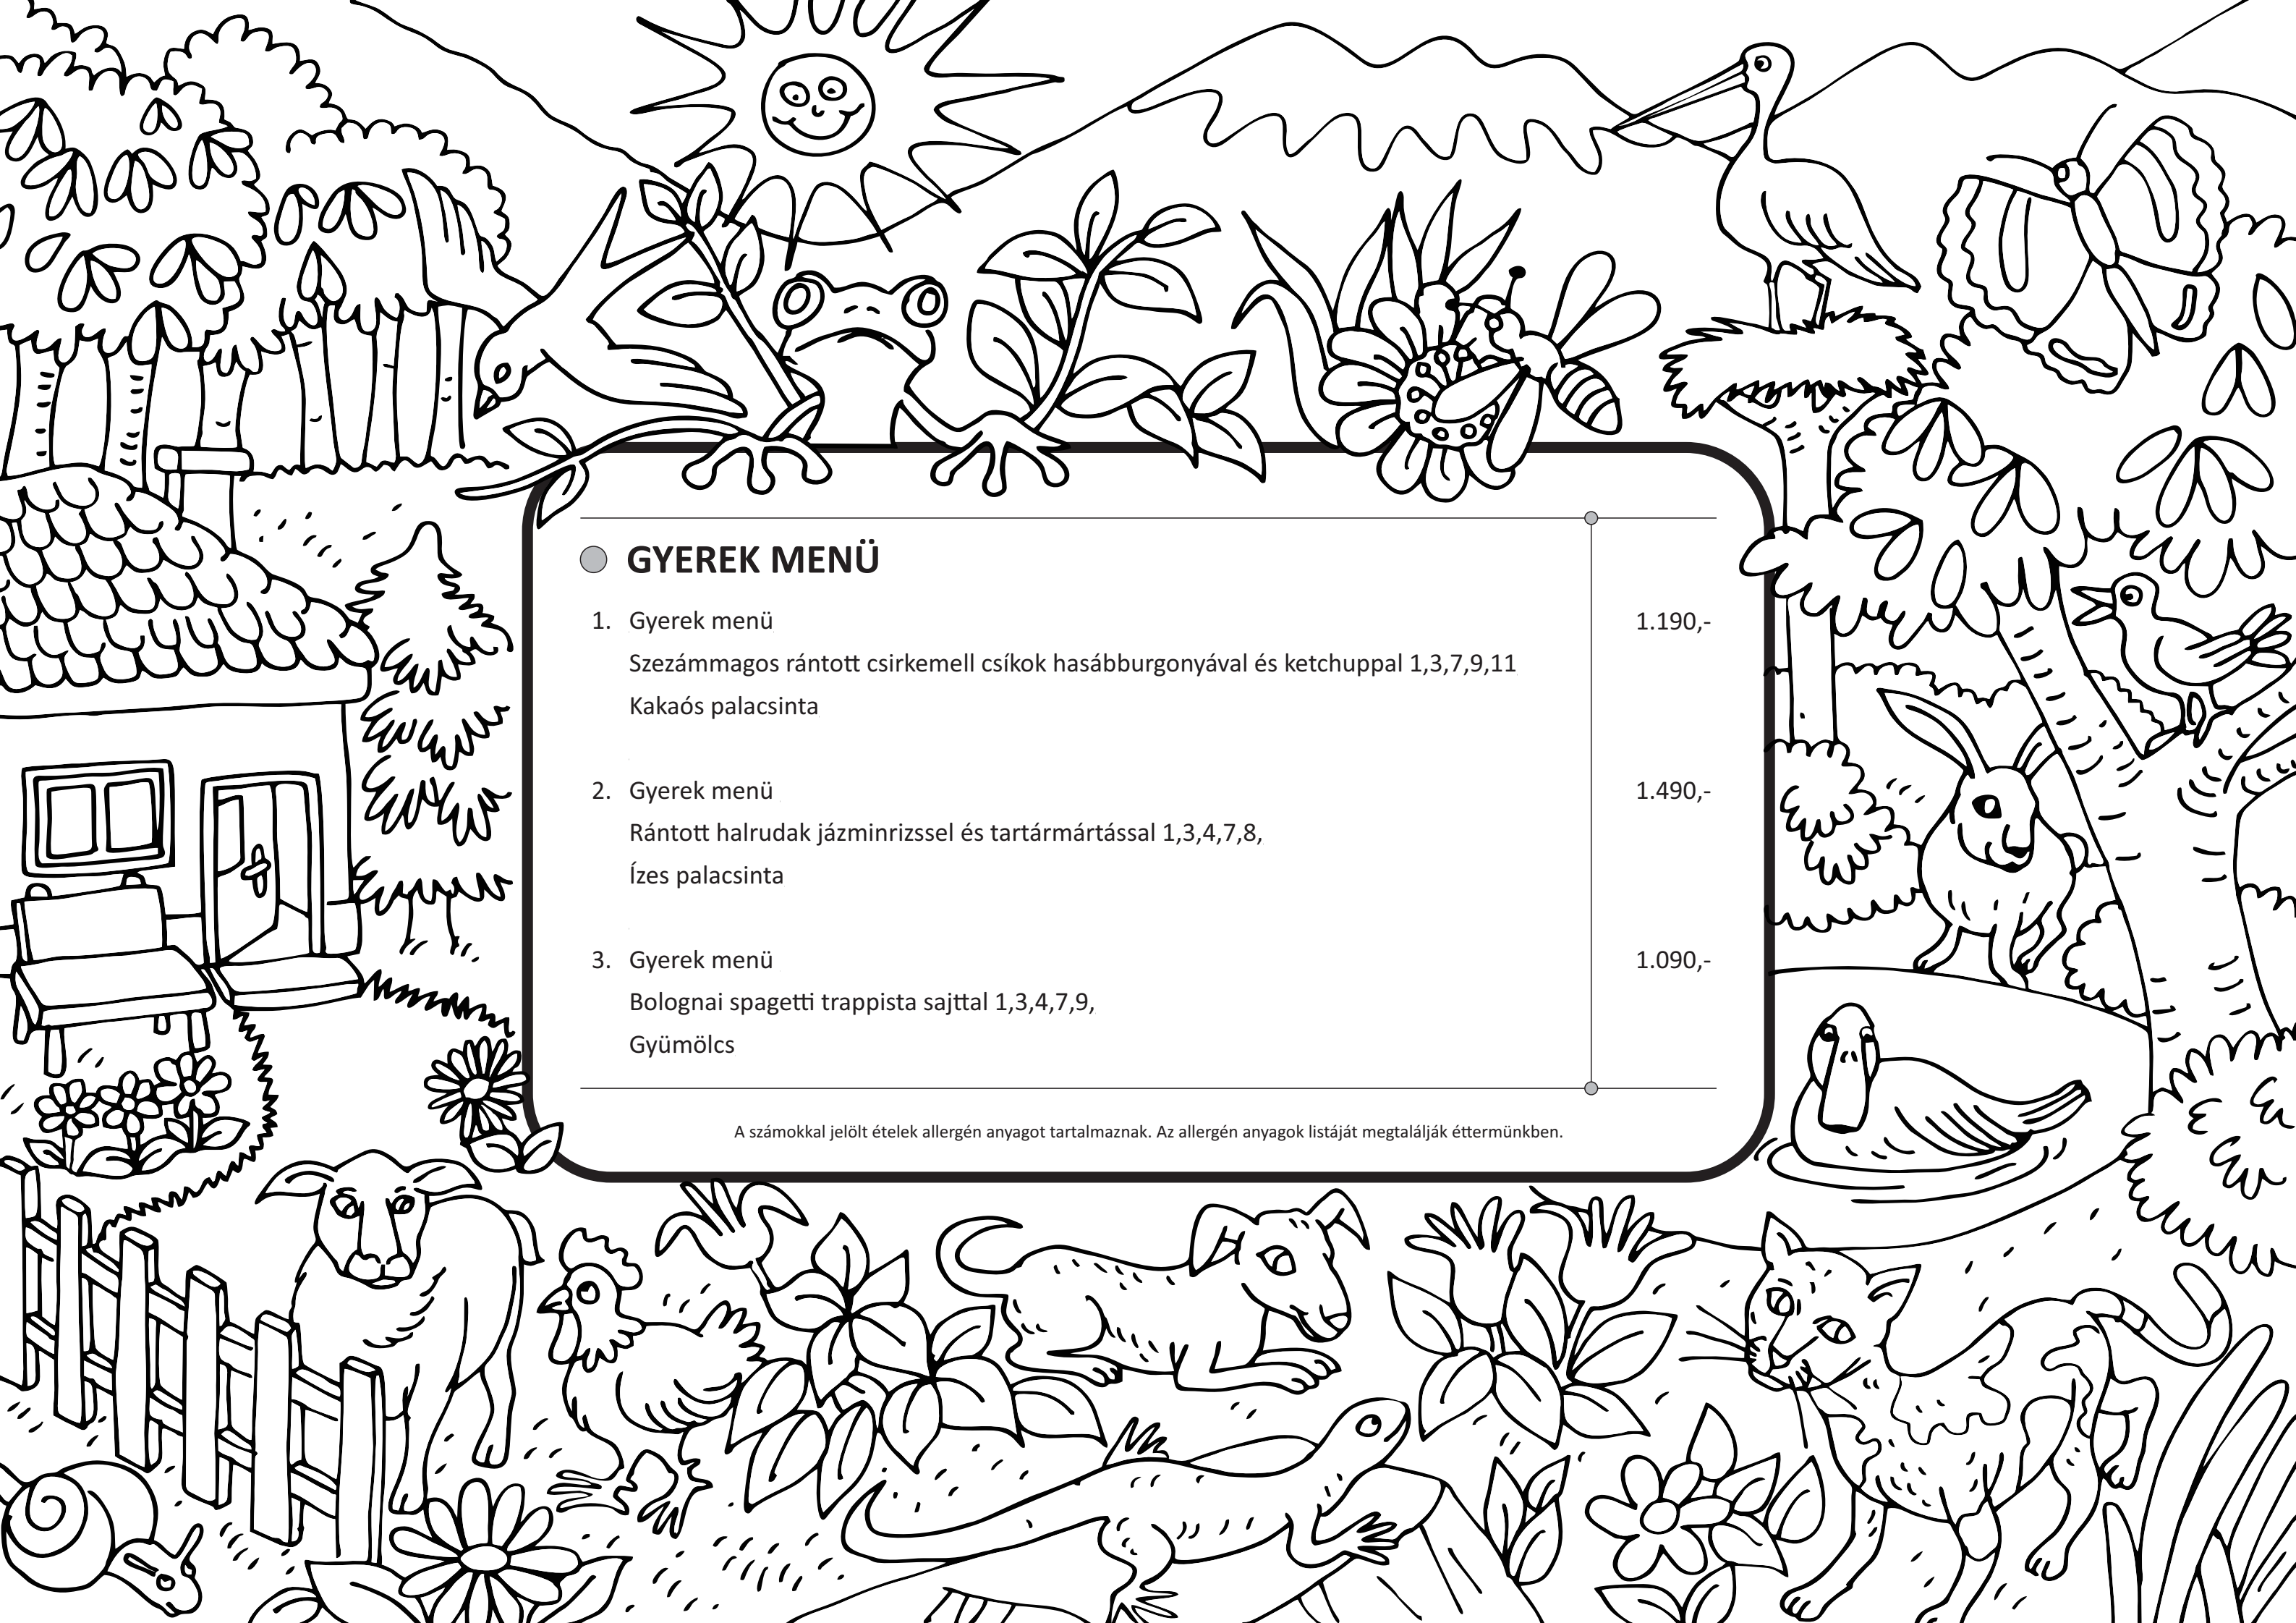 GYEREK MENÜ
1. Gyerek menü 1.190,-
Szezámmagos rántott csirkemell csíkok hasábburgonyával és ketchuppal 1,3,7,9,11
Kakaós palacsinta
2. Gyerek menü 1.490,-
Rántott halrudak jázminrizssel és tartármártással 1,3,4,7,8,
Ízes palacsinta
3. Gyerek menü 1.090,-
Bolognai spagetti trappista sajttal 1,3,4,7,9,
Gyümölcs
A számokkal jelölt ételek allergén anyagot tartalmaznak. Az allergén anyagok listáját megtalálják éttermünkben.